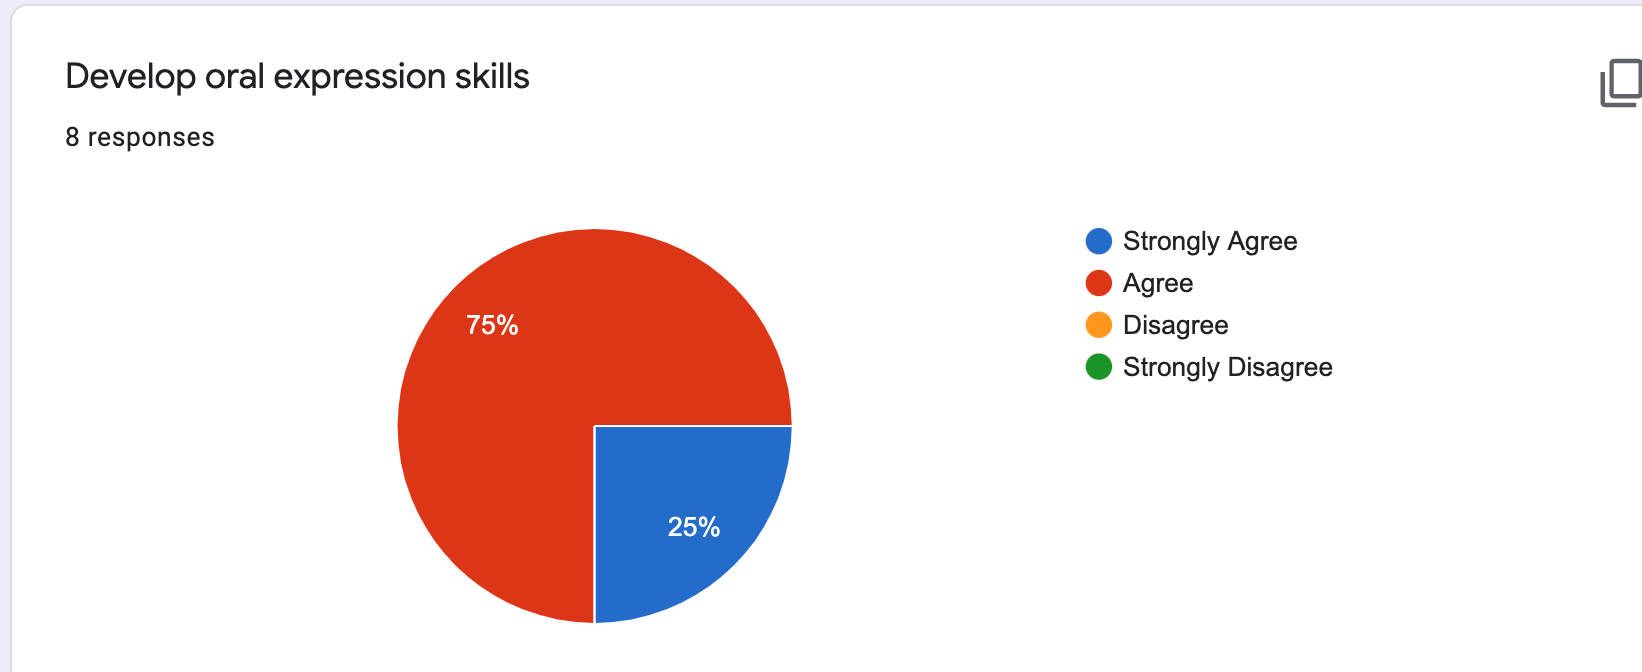 Develop oral expression skills
8 responses
75%
25%
Strongly Agree
Agree
Disagree
Strongly Disagree